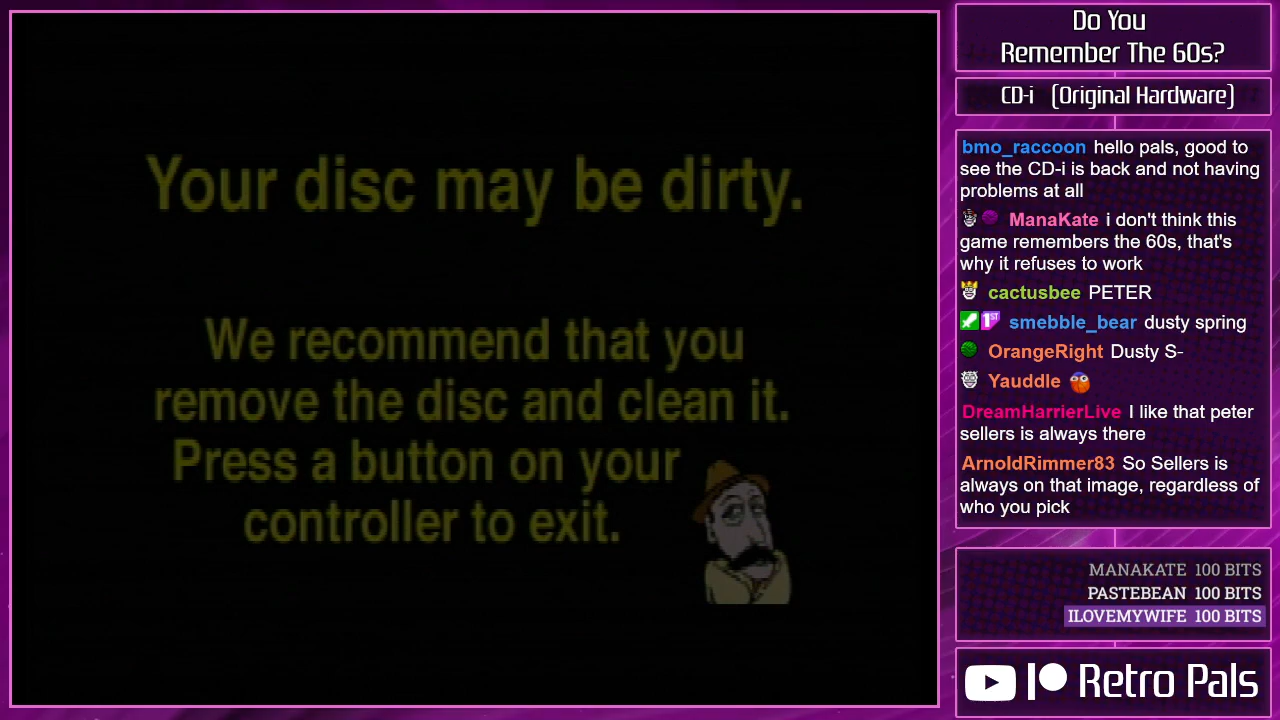 Your disc may be dirty.
We recommend that you
remove the disc and clean it.
Press a button on your
controller to exit.
Do You
Remember The 60s?
CD-i (Original Hardware)
bmo_raccoon hello pals, good to
see the CD-i is back and not having
problems at all
ManaKate i don't think this
game remembers the 60s, that's
why it refuses to work
cactusbee PETER
1ST smebble_bear dusty spring
OrangeRight Dusty S-
Yauddle
DreamHarrierLive I like that peter
sellers is always there
ArnoldRimmer83 So Sellers is
always on that image, regardless of
who you pick
MANAKATE 100 BITS
PASTEBEAN 100 BITS
ILOVEMYWIFE 100 BITS
Retro Pals